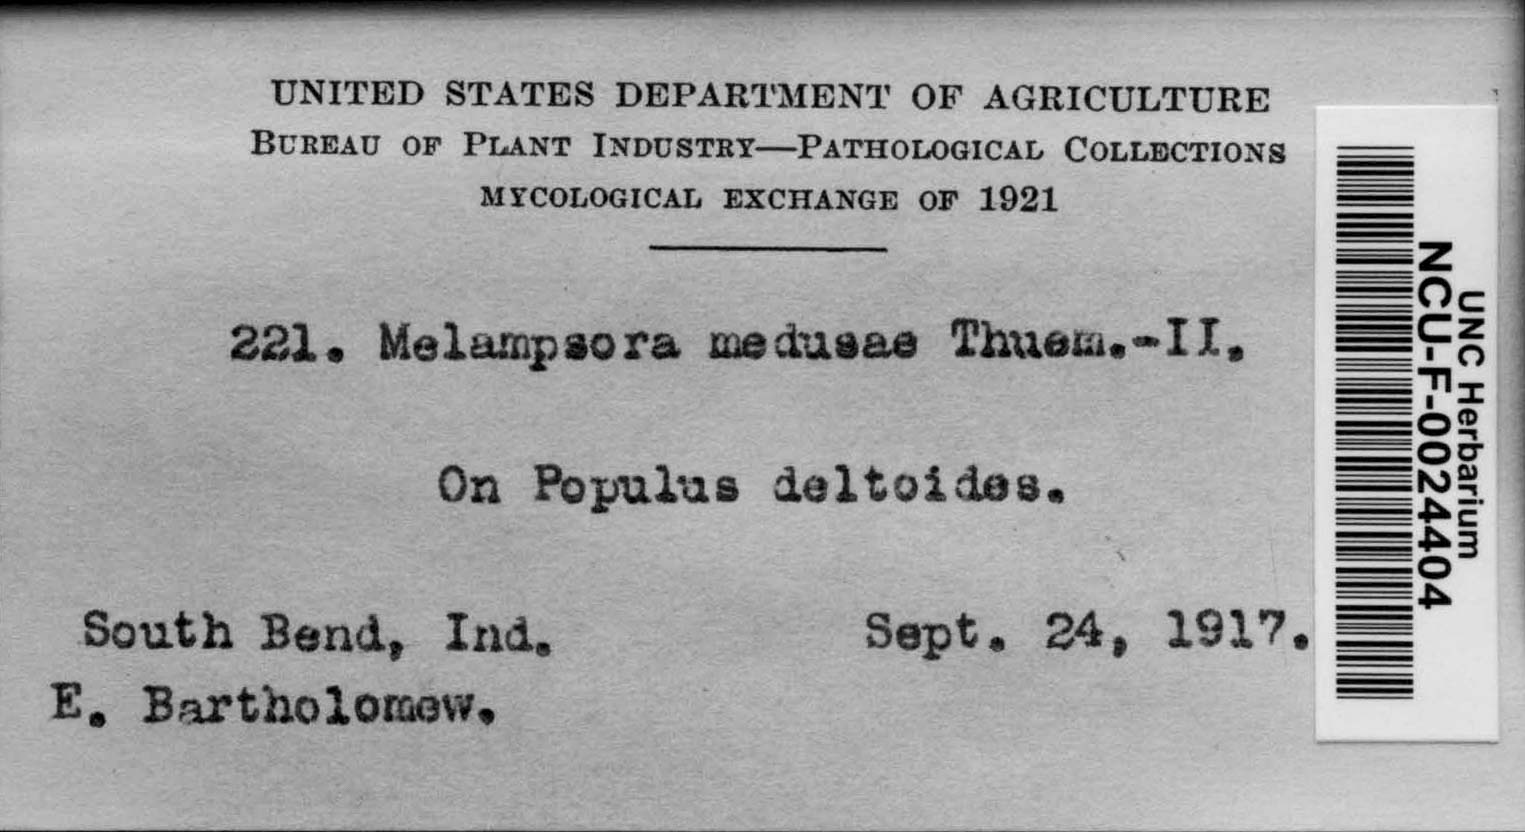 UNITED STATES DEPARTMENT OF AGRICULTURE
BUREAU OF PLANT INDUSTRY—PATHOLOGICAL COLLECTIONS
MYCOLOGICAL EXCHANGE OF 1921
221. Melampsora medusae Thuem.-II.
On Populus deltoides.
South Bend, Ind. Sept. 24, 1917.
E. Bartholomew.
UNC Herbarium
NCU-F-0024404